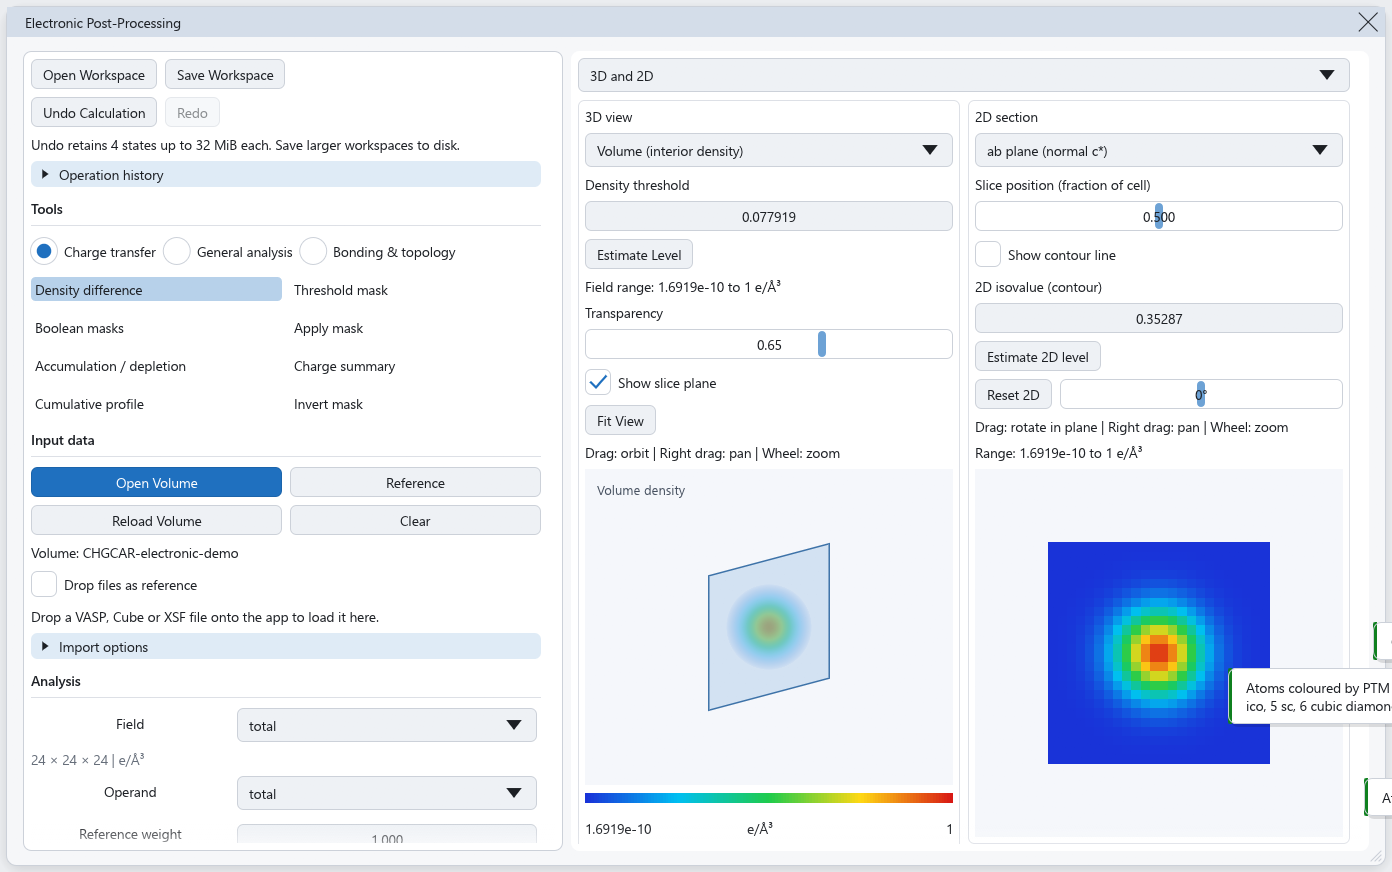 Electronic Post-Processing
Open Workspace
Save Workspace
Undo Calculation
Redo
Undo retains 4 states up to 32 MiB each. Save larger workspaces to disk.
Operation history
Tools
Charge transfer
General analysis
Bonding & topology
Density difference
Threshold mask
Boolean masks
Apply mask
Accumulation / depletion
Charge summary
Cumulative profile
Invert mask
Input data
Open Volume
Reference
Reload Volume
Clear
Volume: CHGCAR-electronic-demo
Drop files as reference
Drop a VASP, Cube or XSF file onto the app to load it here.
Import options
Analysis
Field
total
24 × 24 × 24 | e/Å³
Operand
total
Reference weight
1.000
3D and 2D
3D view
Volume (interior density)
Density threshold
0.077919
Estimate Level
Field range: 1.6919e-10 to 1 e/Å³
Transparency
0.65
Show slice plane
Fit View
Drag: orbit | Right drag: pan | Wheel: zoom
Volume density
1.6919e-10
e/Å³
1
2D section
ab plane (normal c*)
Slice position (fraction of cell)
0.500
Show contour line
2D isovalue (contour)
0.35287
Estimate 2D level
Reset 2D
0°
Drag: rotate in plane | Right drag: pan | Wheel: zoom
Range: 1.6919e-10 to 1 e/Å³
Atoms coloured by PTM
ico, 5 sc, 6 cubic diamon